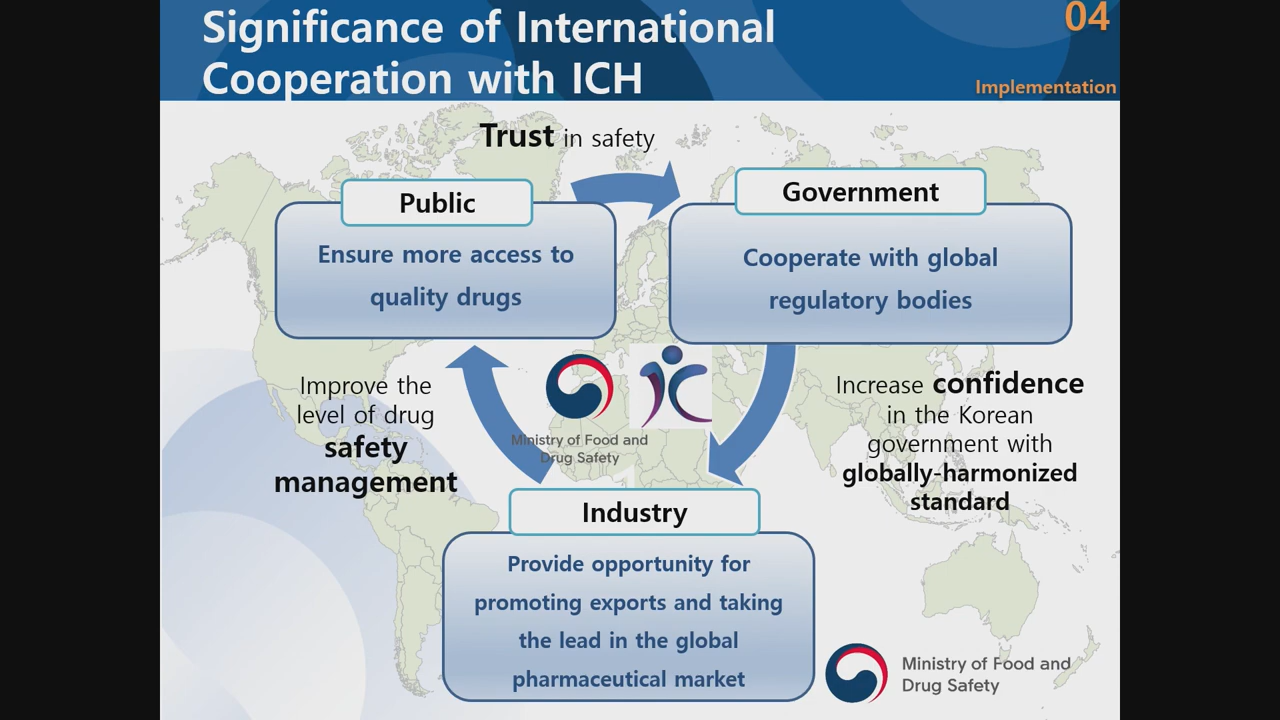 Significance of International
Cooperation with ICH
04
Implementation
Trust in safety
Public
Ensure more access to
quality drugs
Government
Cooperate with global
regulatory bodies
Improve the
level of drug
safety
management
Ministry of Food and
Drug Safety
Increase confidence
in the Korean
government with
globally-harmonized
standard
Industry
Provide opportunity for
promoting exports and taking
the lead in the global
pharmaceutical market
Ministry of Food and
Drug Safety